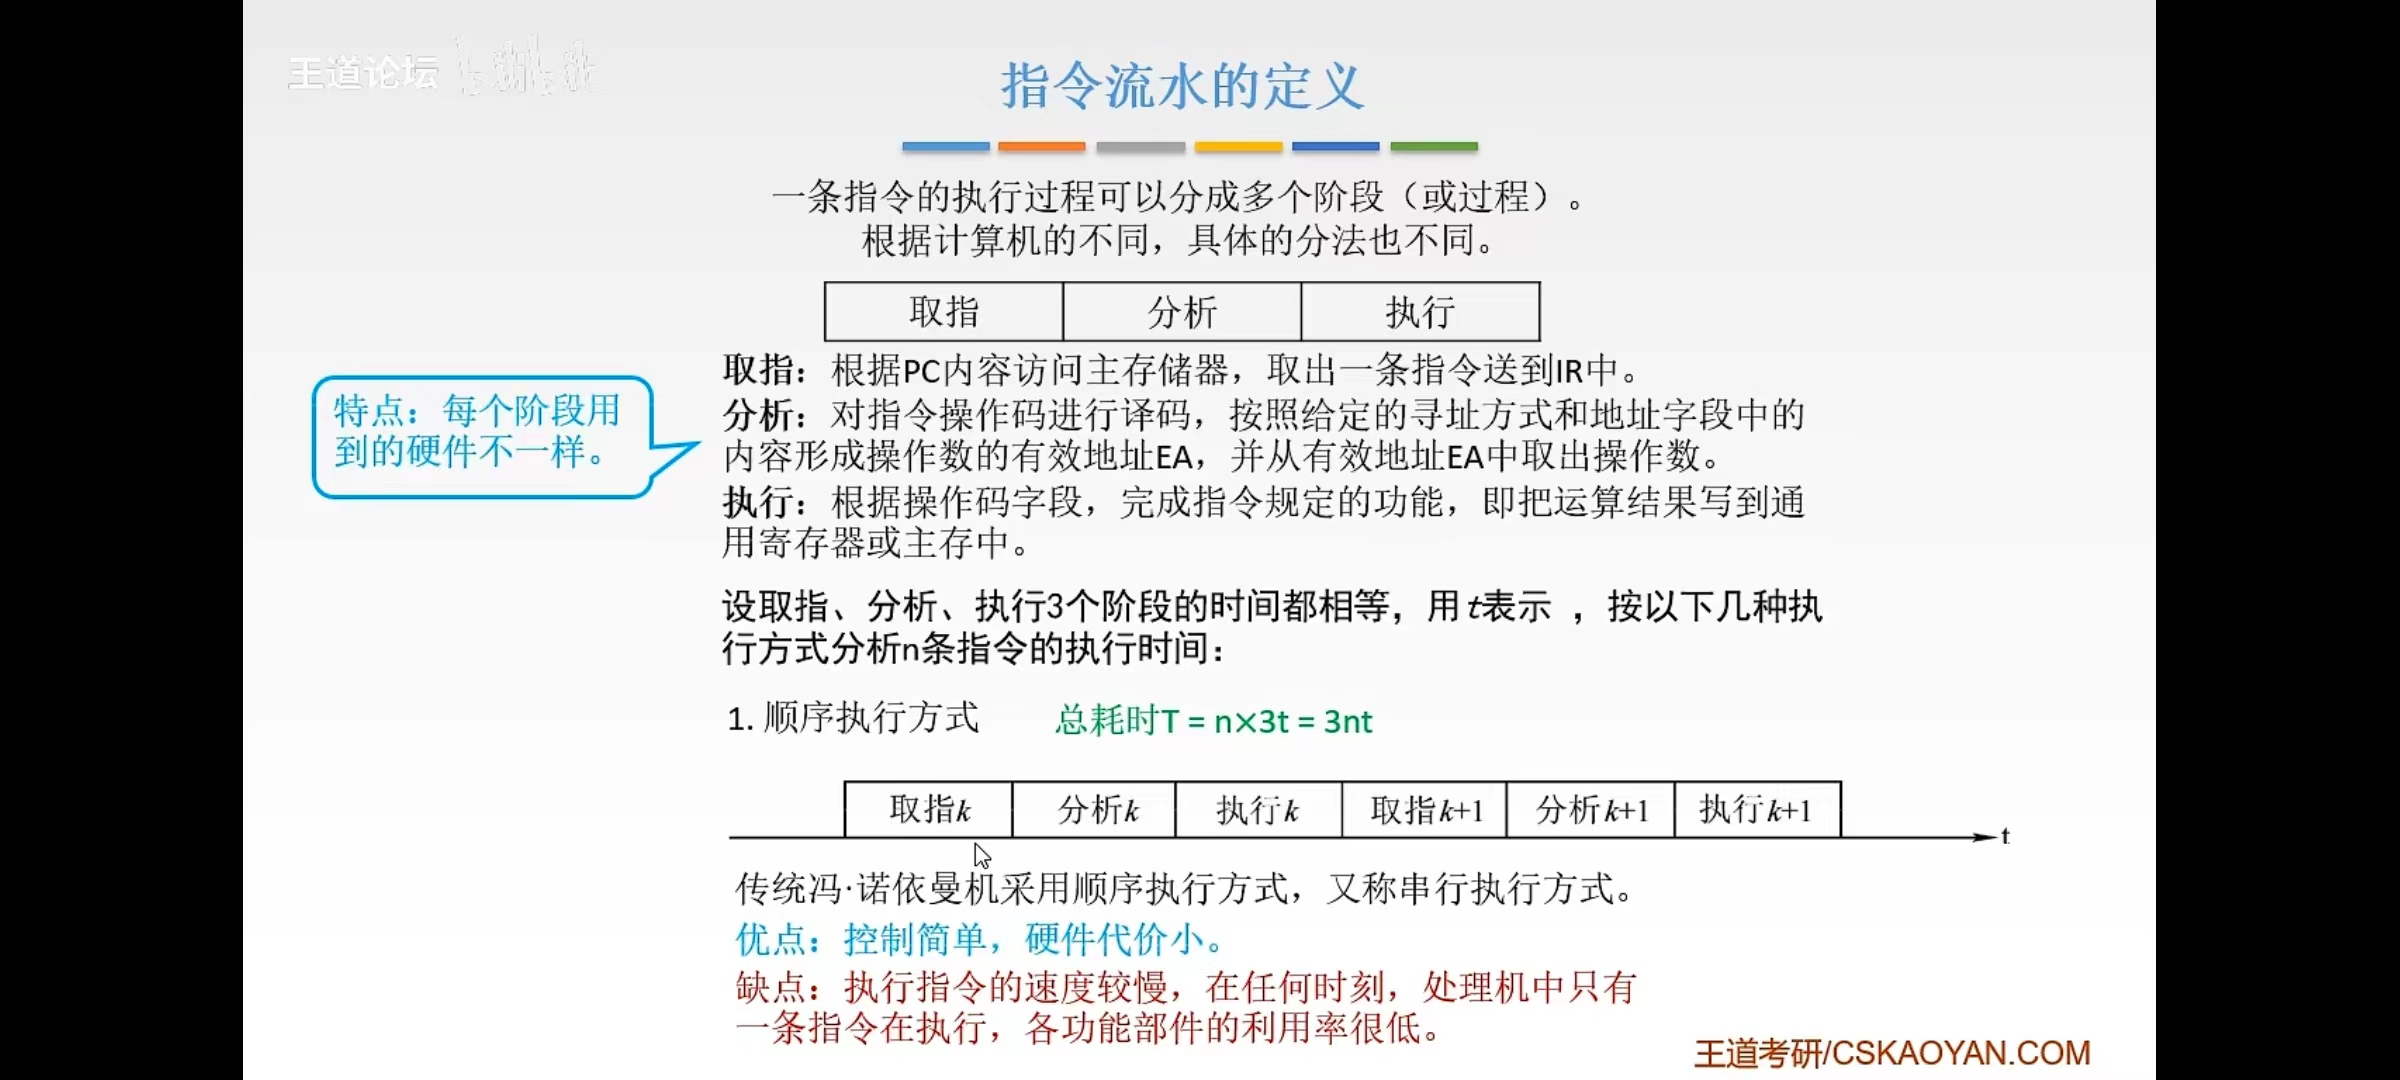 王道论坛
指令流水的定义
一条指令的执行过程可以分成多个阶段（或过程）。
根据计算机的不同，具体的分法也不同。
取指 分析 执行
特点：每个阶段用
到的硬件不一样。
取指：根据PC内容访问主存储器，取出一条指令送到IR中。
分析：对指令操作码进行译码，按照给定的寻址方式和地址字段中的
内容形成操作数的有效地址EA，并从有效地址EA中取出操作数。
执行：根据操作码字段，完成指令规定的功能，即把运算结果写到通
用寄存器或主存中。
设取指、分析、执行3个阶段的时间都相等，用t表示 ，按以下几种执
行方式分析n条指令的执行时间：
1. 顺序执行方式 总耗时T = n×3t = 3nt
取指k 分析k 执行k 取指k+1 分析k+1 执行k+1
t
传统冯·诺依曼机采用顺序执行方式，又称串行执行方式。
优点：控制简单，硬件代价小。
缺点：执行指令的速度较慢，在任何时刻，处理机中只有
一条指令在执行，各功能部件的利用率很低。
王道考研/CSKAOYAN.COM